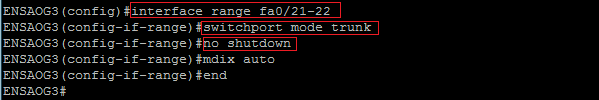 ENSAOG3(config)#interface range fa0/21-22
ENSAOG3(config-if-range)#switchport mode trunk
ENSAOG3(config-if-range)#no shutdown
ENSAOG3(config-if-range)#mdix auto
ENSAOG3(config-if-range)#end
ENSAOG3#